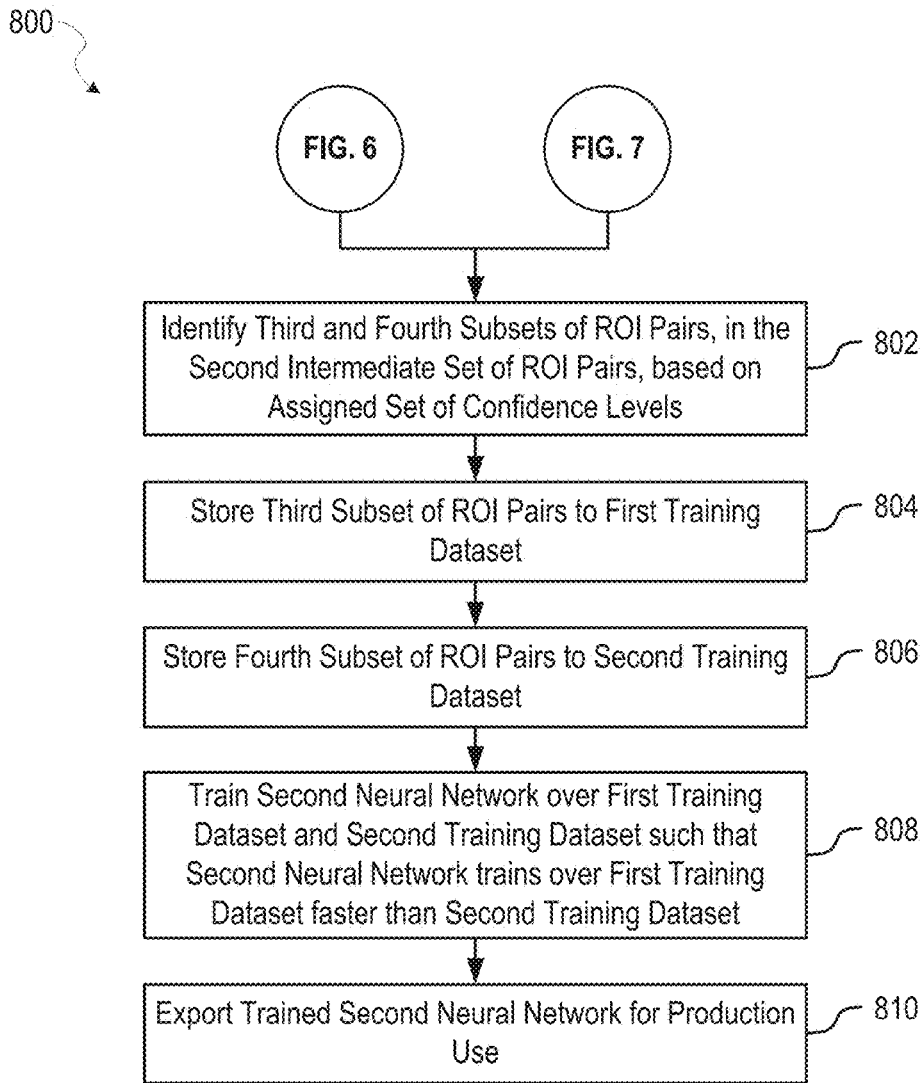 800
FIG. 6
FIG. 7
Identify Third and Fourth Subsets of ROI Pairs, in the
Second Intermediate Set of ROI Pairs, based on
Assigned Set of Confidence Levels
802
Store Third Subset of ROI Pairs to First Training
Dataset
804
Store Fourth Subset of ROI Pairs to Second Training
Dataset
806
Train Second Neural Network over First Training
Dataset and Second Training Dataset such that
Second Neural Network trains over First Training
Dataset faster than Second Training Dataset
808
Export Trained Second Neural Network for Production
Use
810